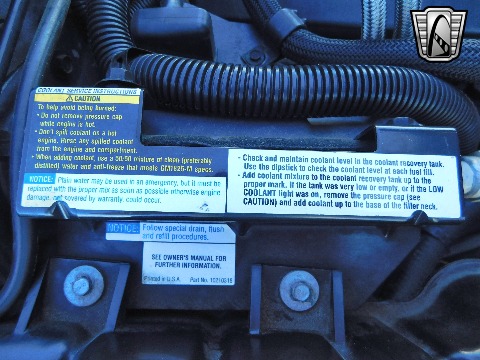 COOLANT SERVICE INSTRUCTIONS
CAUTION
To help avoid being burned:
• Do not remove pressure cap
while engine is hot.
• Don't spill coolant on a hot
engine. Rinse any spilled coolant
from the engine and compartment.
• When adding coolant, use a 50/50 mixture of clean (preferably
distilled) water and anti-freeze that meets GM1825-M specs.
NOTICE: Plain water may be used in an emergency, but it must be
replaced with the proper mix as soon as possible otherwise engine
damage, not covered by warranty, could occur.
• Check and maintain coolant level in the coolant recovery tank.
Use the dipstick to check the coolant level at each fuel fill.
• Add coolant mixture to the coolant recovery tank up to the
proper mark. If the tank was very low or empty, or if the LOW
COOLANT light was on, remove the pressure cap (see
CAUTION) and add coolant up to the base of the filler neck.
NOTICE: Follow special drain, flush
and refill procedures.
SEE OWNER'S MANUAL FOR
FURTHER INFORMATION.
Printed in U.S.A. Part No.
GATEWAY